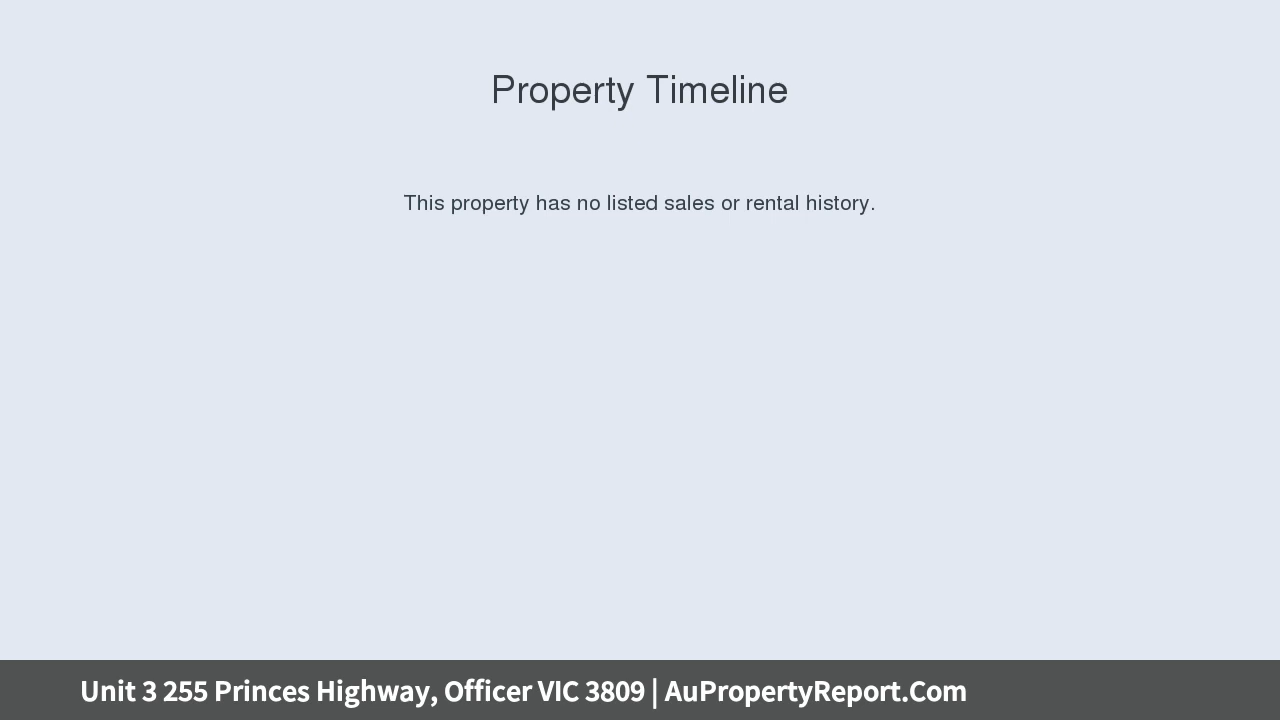 Property Timeline
This property has no listed sales or rental history.
Unit 3 255 Princes Highway, Officer VIC 3809 | AuPropertyReport.Com